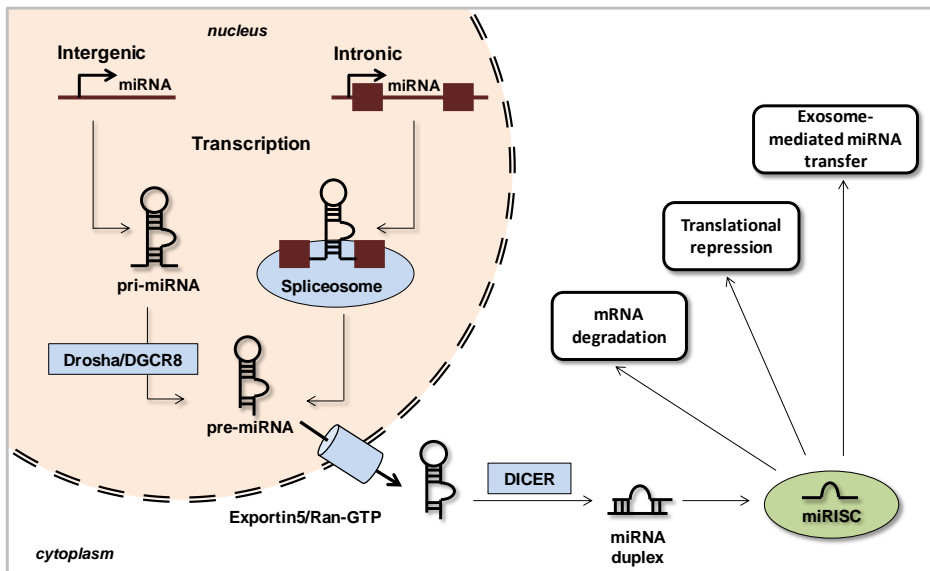 nucleus
Intergenic
miRNA
Intronic
miRNA
Transcription
pri-miRNA
Spliceosome
Drosha/DGCR8
pre-miRNA
Exportin5/Ran-GTP
cytoplasm
DICER
miRNA
duplex
miRISC
mRNA
degradation
Translational
repression
Exosome-
mediated miRNA
transfer